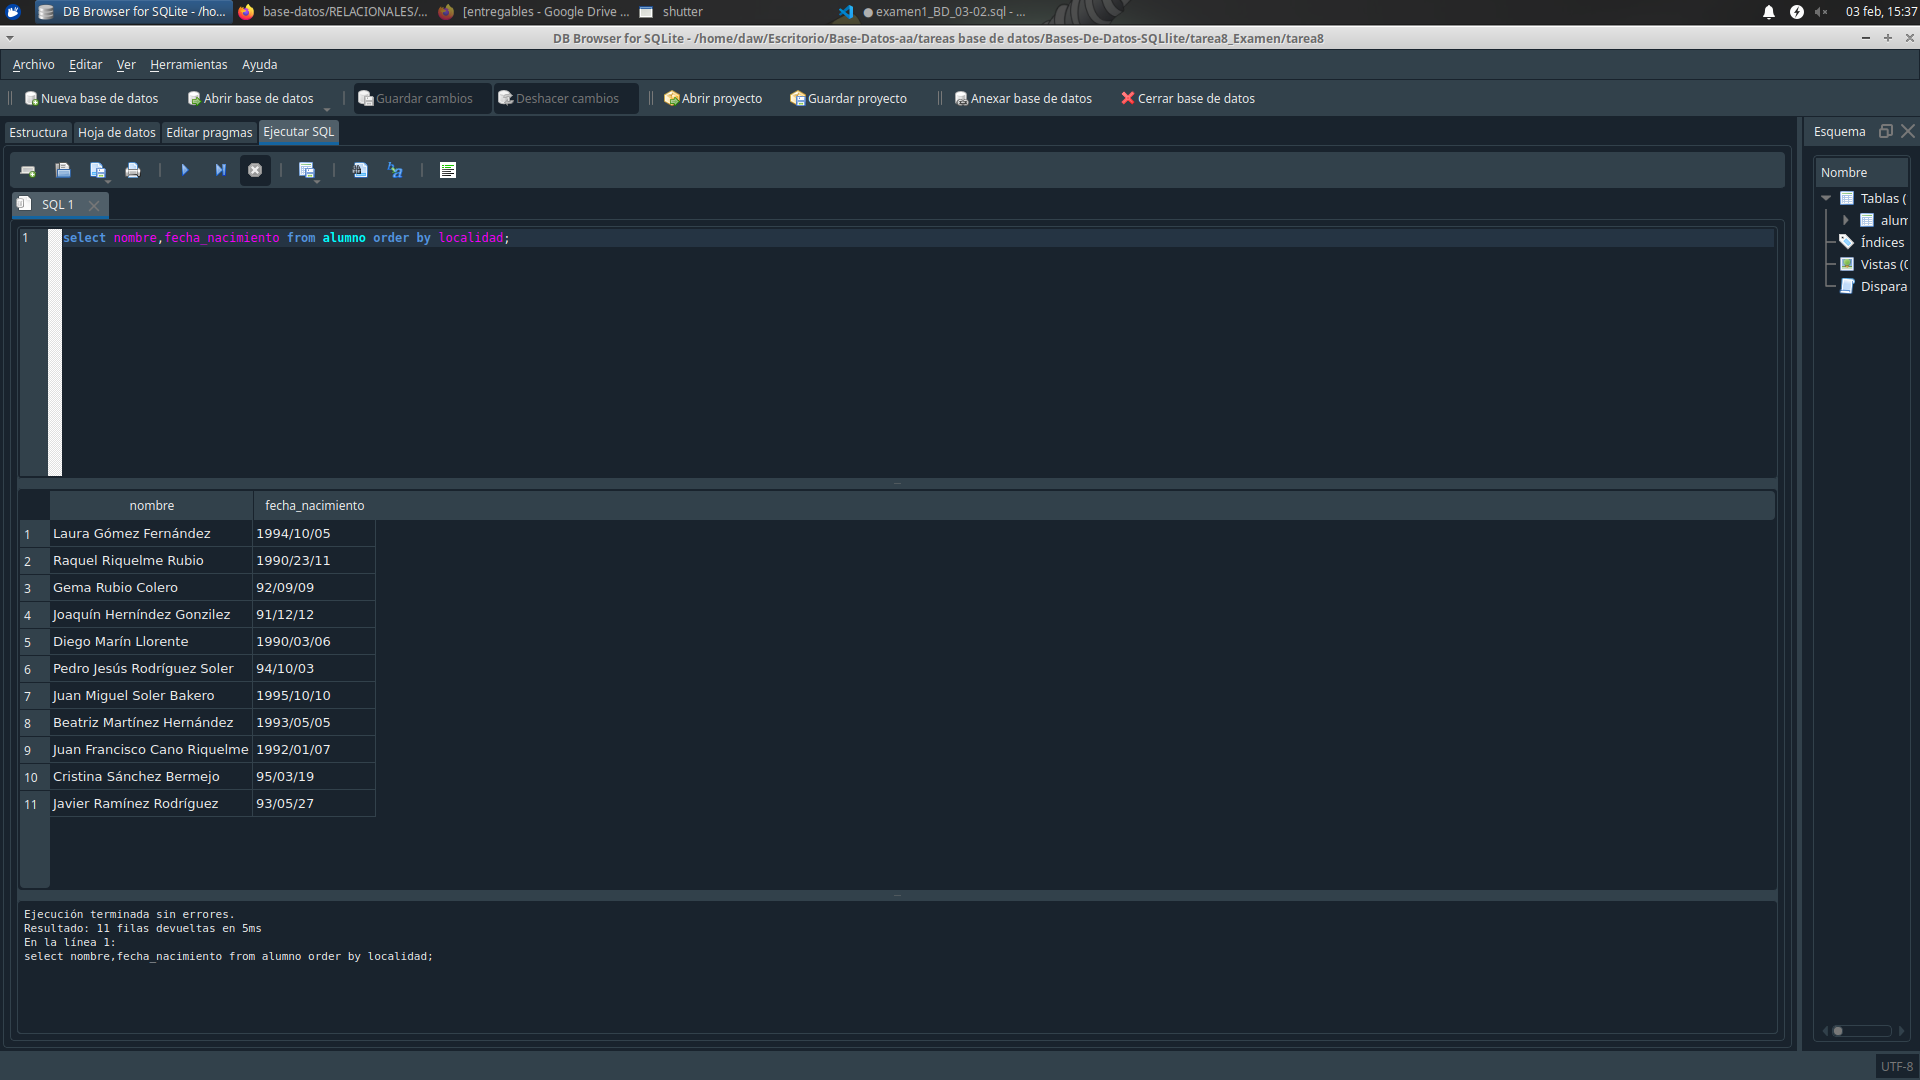 DB Browser for SQLite - /ho...
base-datos/RELACIONALES/...
[entregables - Google Drive ...
shutter
examen1_BD_03-02.sql - ...
03 feb, 15:37
DB Browser for SQLite - /home/daw/Escritorio/Base-Datos-aa/tareas base de datos/Bases-De-Datos-SQLlite/tarea8_Examen/tarea8
Archivo Editar Ver Herramientas Ayuda
Nueva base de datos Abrir base de datos Guardar cambios Deshacer cambios Abrir proyecto Guardar proyecto Anexar base de datos Cerrar base de datos
Estructura Hoja de datos Editar pragmas Ejecutar SQL
Esquema
Nombre
Tablas (
alum
Índices
Vistas (0
Dispara
SQL 1
1 select nombre,fecha_nacimiento from alumno order by localidad;
nombre fecha_nacimiento
1 Laura Gómez Fernández 1994/10/05
2 Raquel Riquelme Rubio 1990/23/11
3 Gema Rubio Colero 92/09/09
4 Joaquín Herníndez Gonzilez 91/12/12
5 Diego Marín Llorente 1990/03/06
6 Pedro Jesús Rodríguez Soler 94/10/03
7 Juan Miguel Soler Bakero 1995/10/10
8 Beatriz Martínez Hernández 1993/05/05
9 Juan Francisco Cano Riquelme 1992/01/07
10 Cristina Sánchez Bermejo 95/03/19
11 Javier Ramínez Rodríguez 93/05/27
Ejecución terminada sin errores.
Resultado: 11 filas devueltas en 5ms
En la línea 1:
select nombre,fecha_nacimiento from alumno order by localidad;
UTF-8